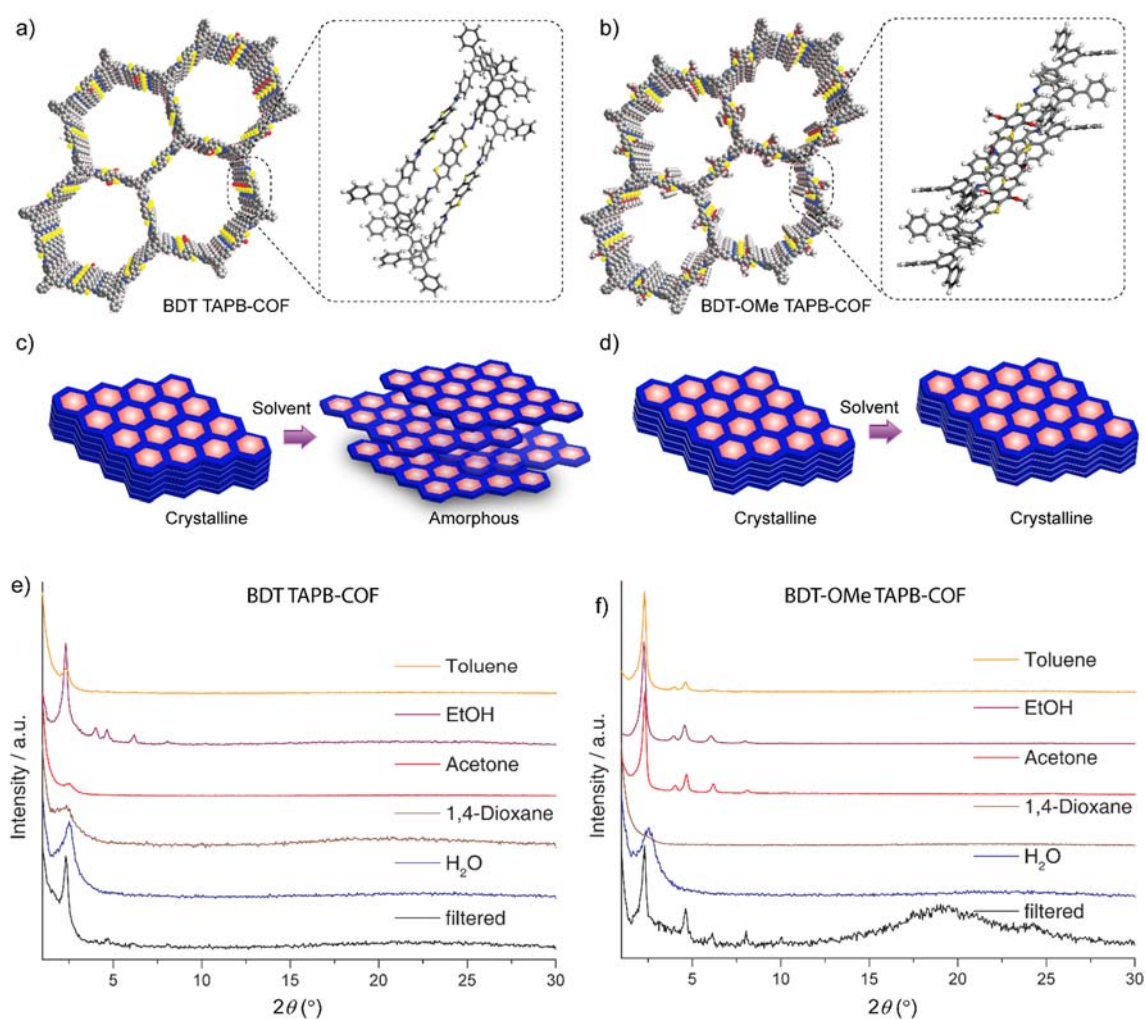 a)
b)
BDT TAPB-COF
BDT-OMe TAPB-COF
c)
d)
Solvent
Solvent
Crystalline
Amorphous
Crystalline
Crystalline
e)
BDT TAPB-COF
Toluene
EtOH
Acetone
1,4-Dioxane
H₂O
filtered
Intensity / a.u.
5 10 15 20 25 30
2θ (°)
f)
BDT-OMe TAPB-COF
Toluene
EtOH
Acetone
1,4-Dioxane
H₂O
filtered
Intensity / a.u.
5 10 15 20 25 30
2θ (°)